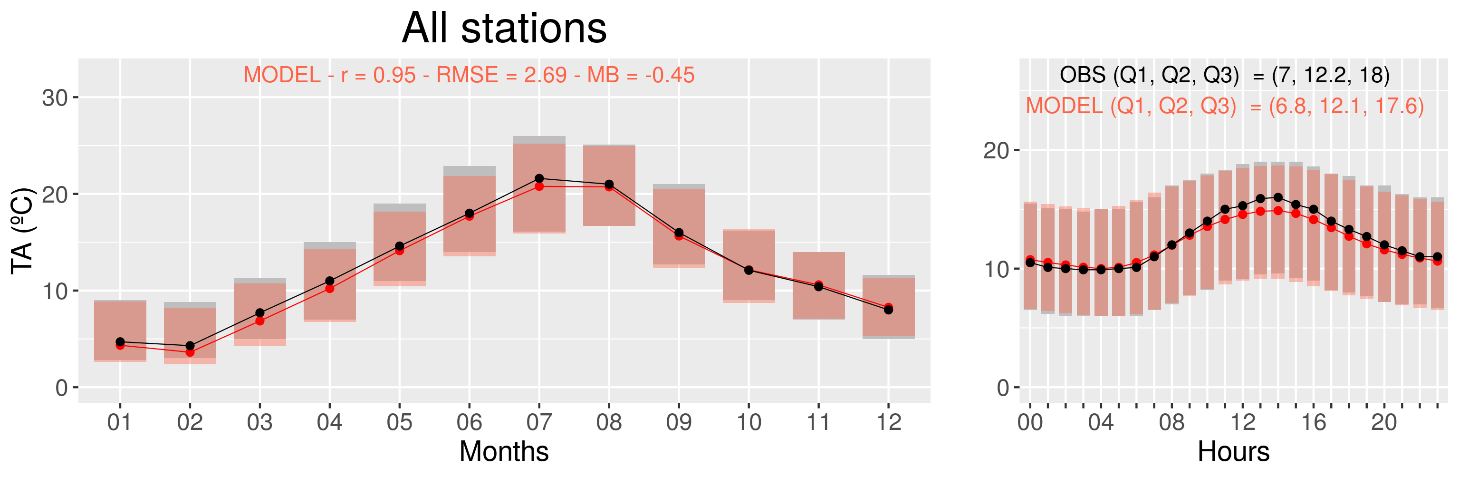 All stations
MODEL - r = 0.95 - RMSE = 2.69 - MB = -0.45
OBS (Q1, Q2, Q3) = (7, 12.2, 18)
MODEL (Q1, Q2, Q3) = (6.8, 12.1, 17.6)
TA (ºC)
30
20
10
0
01 02 03 04 05 06 07 08 09 10 11 12
Months
20
10
0
00 04 08 12 16 20
Hours